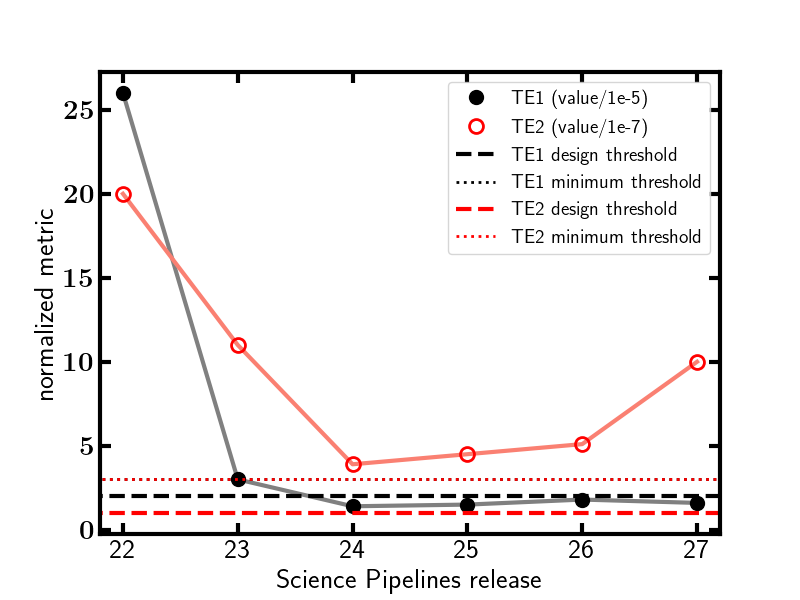 25
20
15
10
5
0
22
23
24
25
26
27
normalized metric
Science Pipelines release
TE1 (value/1e-5)
TE2 (value/1e-7)
TE1 design threshold
TE1 minimum threshold
TE2 design threshold
TE2 minimum threshold